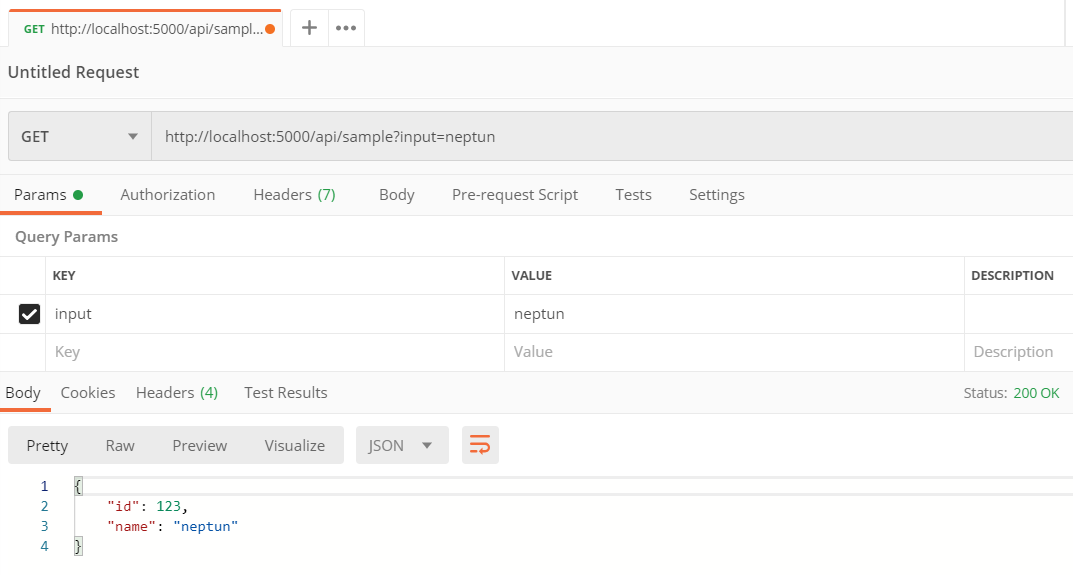 GET http://localhost:5000/api/sampl...
Untitled Request
GET http://localhost:5000/api/sample?input=neptun
Params Authorization Headers (7) Body Pre-request Script Tests Settings
Query Params
KEY VALUE DESCRIPTION
input neptun
Key Value Description
Body Cookies Headers (4) Test Results Status: 200 OK
Pretty Raw Preview Visualize JSON
1 {
2 "id": 123,
3 "name": "neptun"
4 }